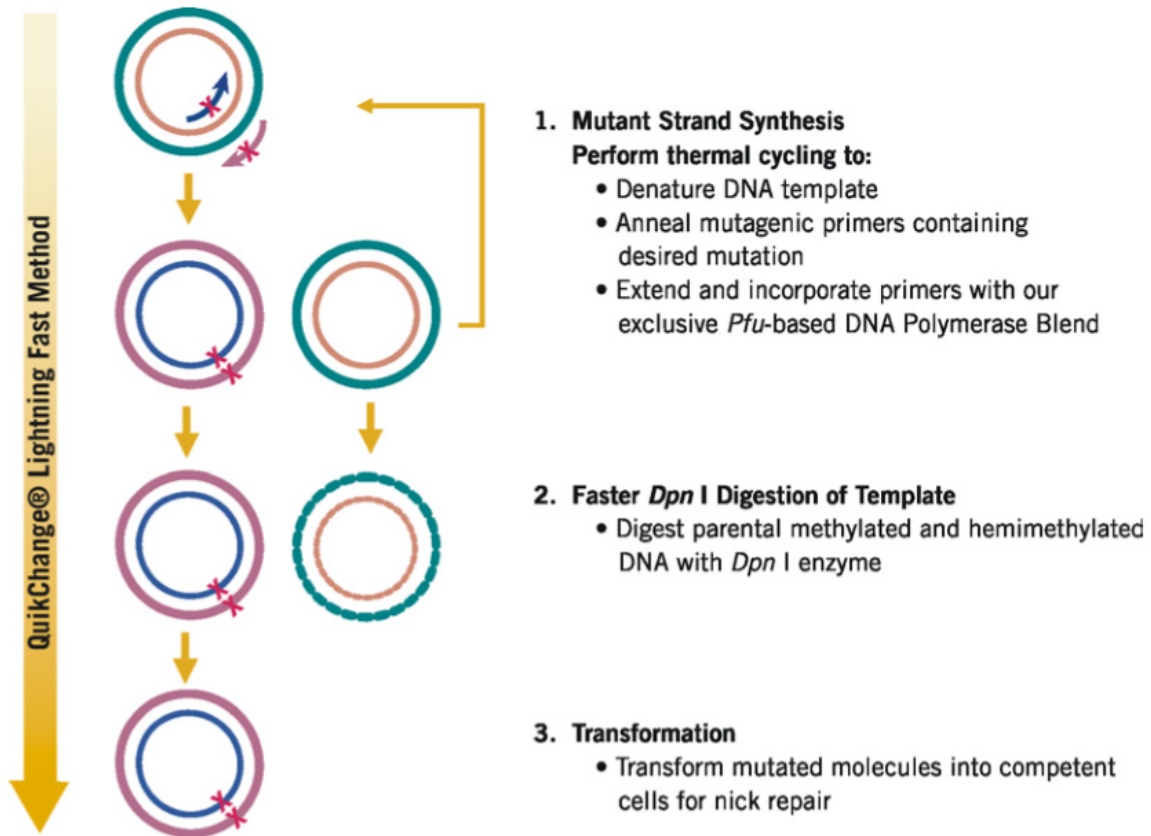 QuikChange® Lightning Fast Method
1. Mutant Strand Synthesis
Perform thermal cycling to:
• Denature DNA template
• Anneal mutagenic primers containing
desired mutation
• Extend and incorporate primers with our
exclusive Pfu-based DNA Polymerase Blend
2. Faster Dpn I Digestion of Template
• Digest parental methylated and hemimethylated
DNA with Dpn I enzyme
3. Transformation
• Transform mutated molecules into competent
cells for nick repair